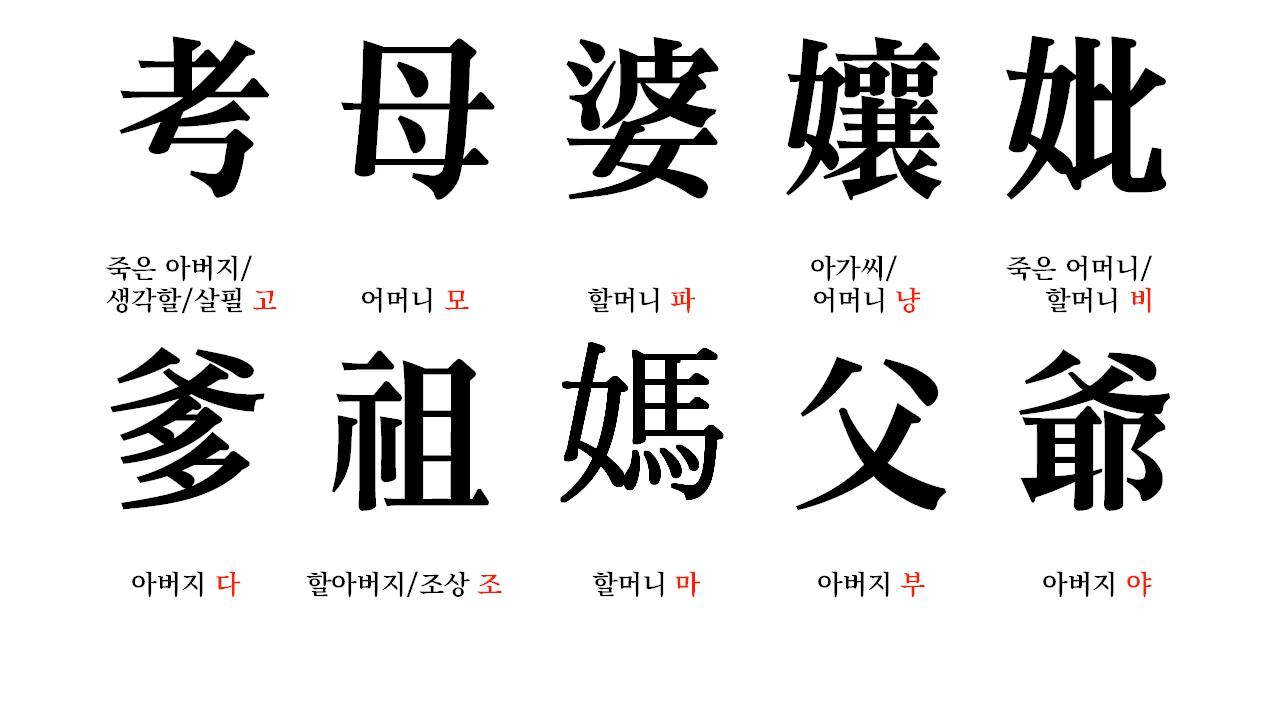 考 母 婆 孃 妣
죽은 아버지/
생각할/살필 고
어머니 모
할머니 파
아가씨/
어머니 냥
죽은 어머니/
할머니 비
爹 祖 媽 父 爺
아버지 다
할아버지/조상 조
할머니 마
아버지 부
아버지 야